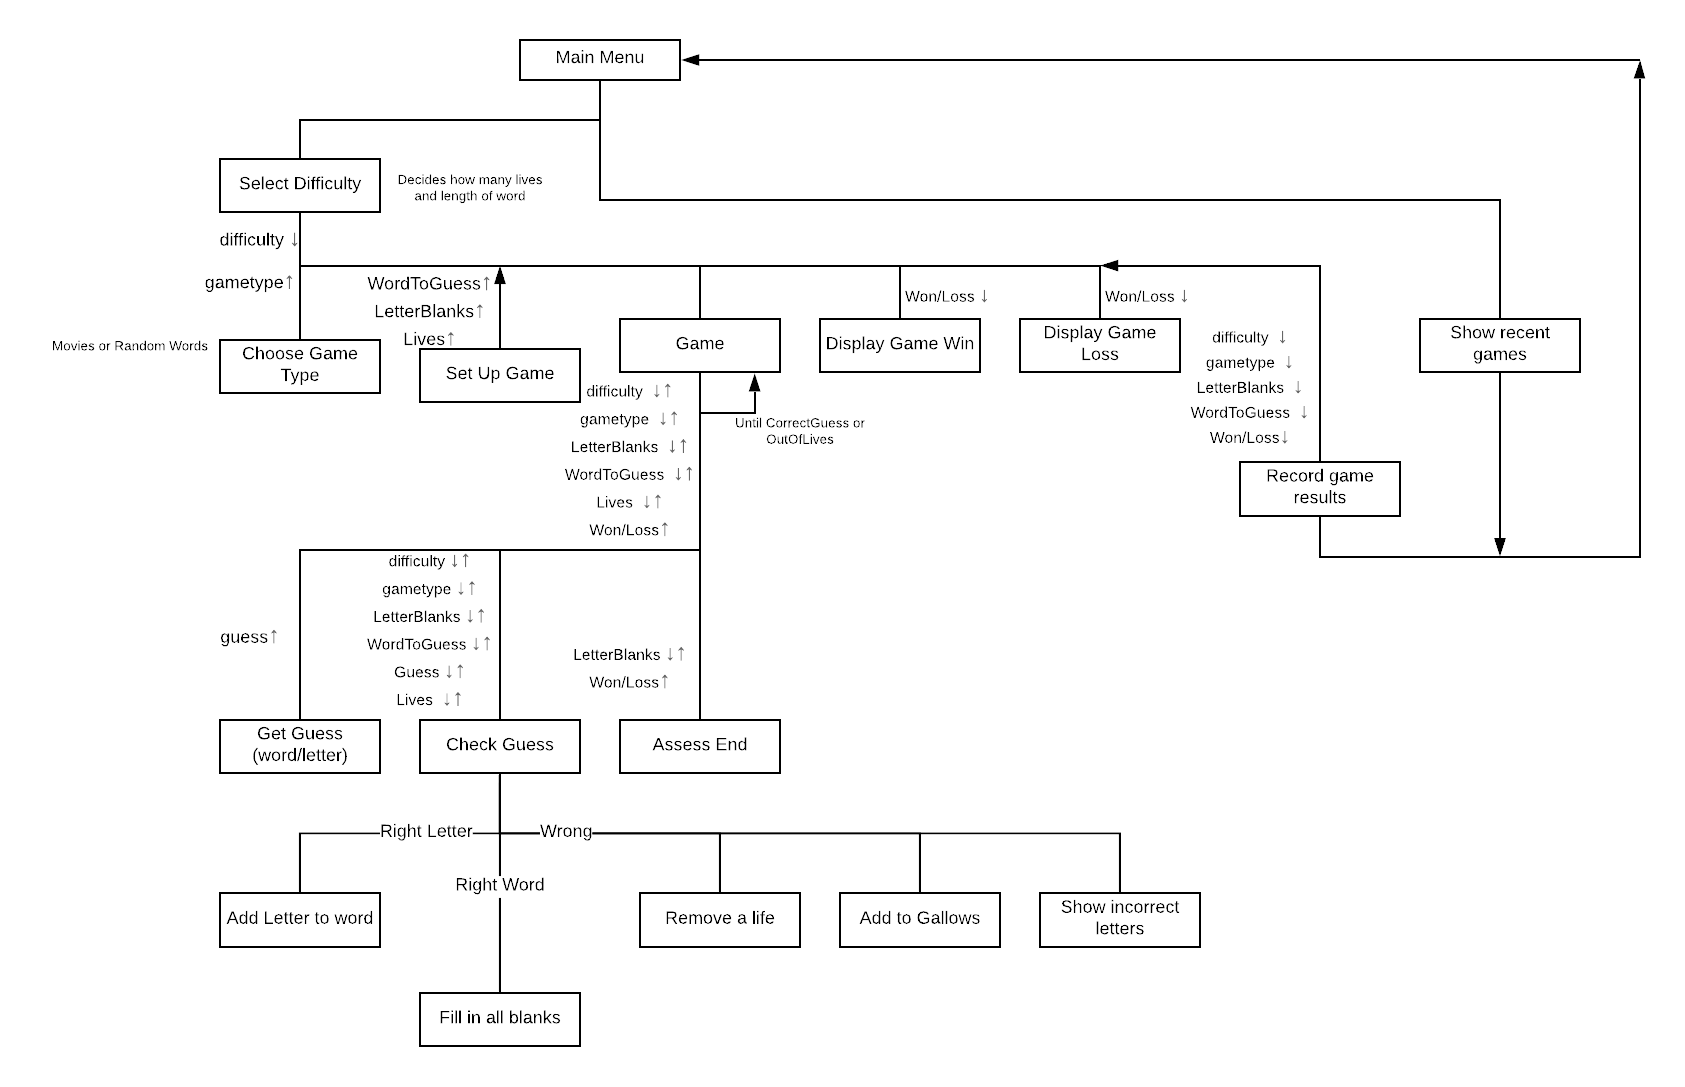 Main Menu
Select Difficulty
Decides how many lives
and length of word
difficulty ↓
gametype↑
Movies or Random Words
Choose Game
Type
WordToGuess↑
LetterBlanks↑
Lives↑
Set Up Game
Game
Won/Loss ↓
Display Game Win
Won/Loss ↓
Display Game
Loss
difficulty ↓
gametype ↓
LetterBlanks ↓
WordToGuess ↓
Won/Loss↓
Record game
results
Show recent
games
difficulty ↓↑
gametype ↓↑
LetterBlanks ↓↑
WordToGuess ↓↑
Lives ↓↑
Won/Loss↑
Until CorrectGuess or
OutOfLives
guess↑
Get Guess
(word/letter)
difficulty ↓↑
gametype ↓↑
LetterBlanks ↓↑
WordToGuess ↓↑
Guess ↓↑
Lives ↓↑
Check Guess
LetterBlanks ↓↑
Won/Loss↑
Assess End
Right Letter
Wrong
Right Word
Add Letter to word
Remove a life
Add to Gallows
Show incorrect
letters
Fill in all blanks